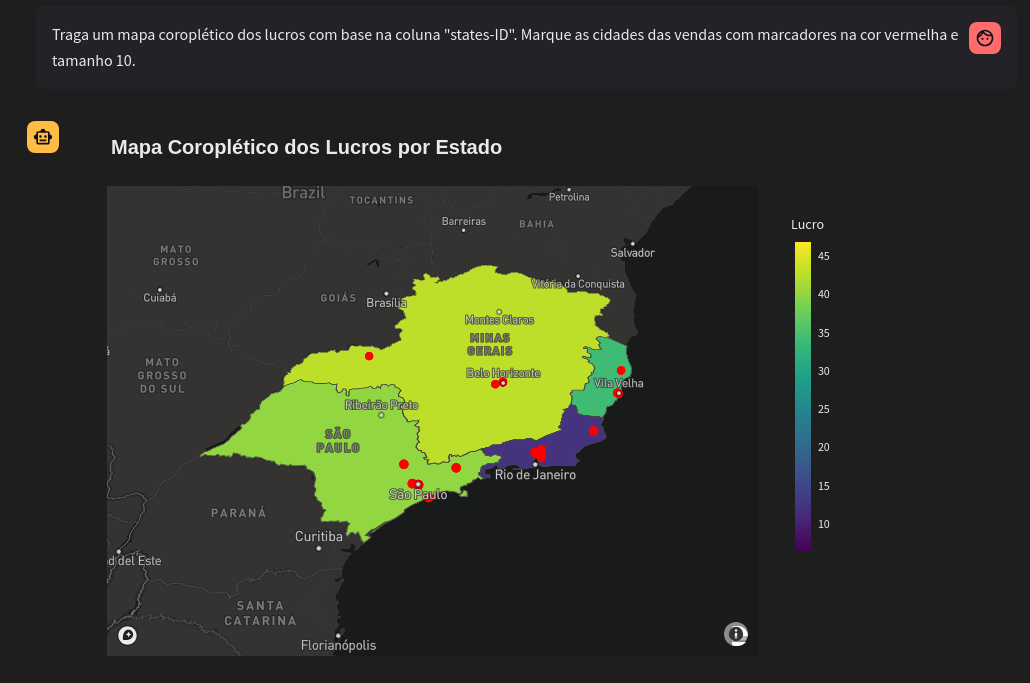 Traga um mapa coroplético dos lucros com base na coluna "states-ID". Marque as cidades das vendas com marcadores na cor vermelha e
tamanho 10.
Mapa Coroplético dos Lucros por Estado
Brazil
TOCANTINS
Petrolina
Barreiras
BAHIA
MATO
GROSSO
Salvador
Vitória da Conquista
Cuiabá
GOIÁS
Brasília
Montes Claros
MINAS
GERAIS
MATO
GROSSO
DO SUL
Belo Horizonte
Vila Velha
Ribeirão Preto
SÃO
PAULO
Rio de Janeiro
São Paulo
PARANÁ
Curitiba
d del Este
SANTA
CATARINA
Florianópolis
Lucro
45
40
35
30
25
20
15
10